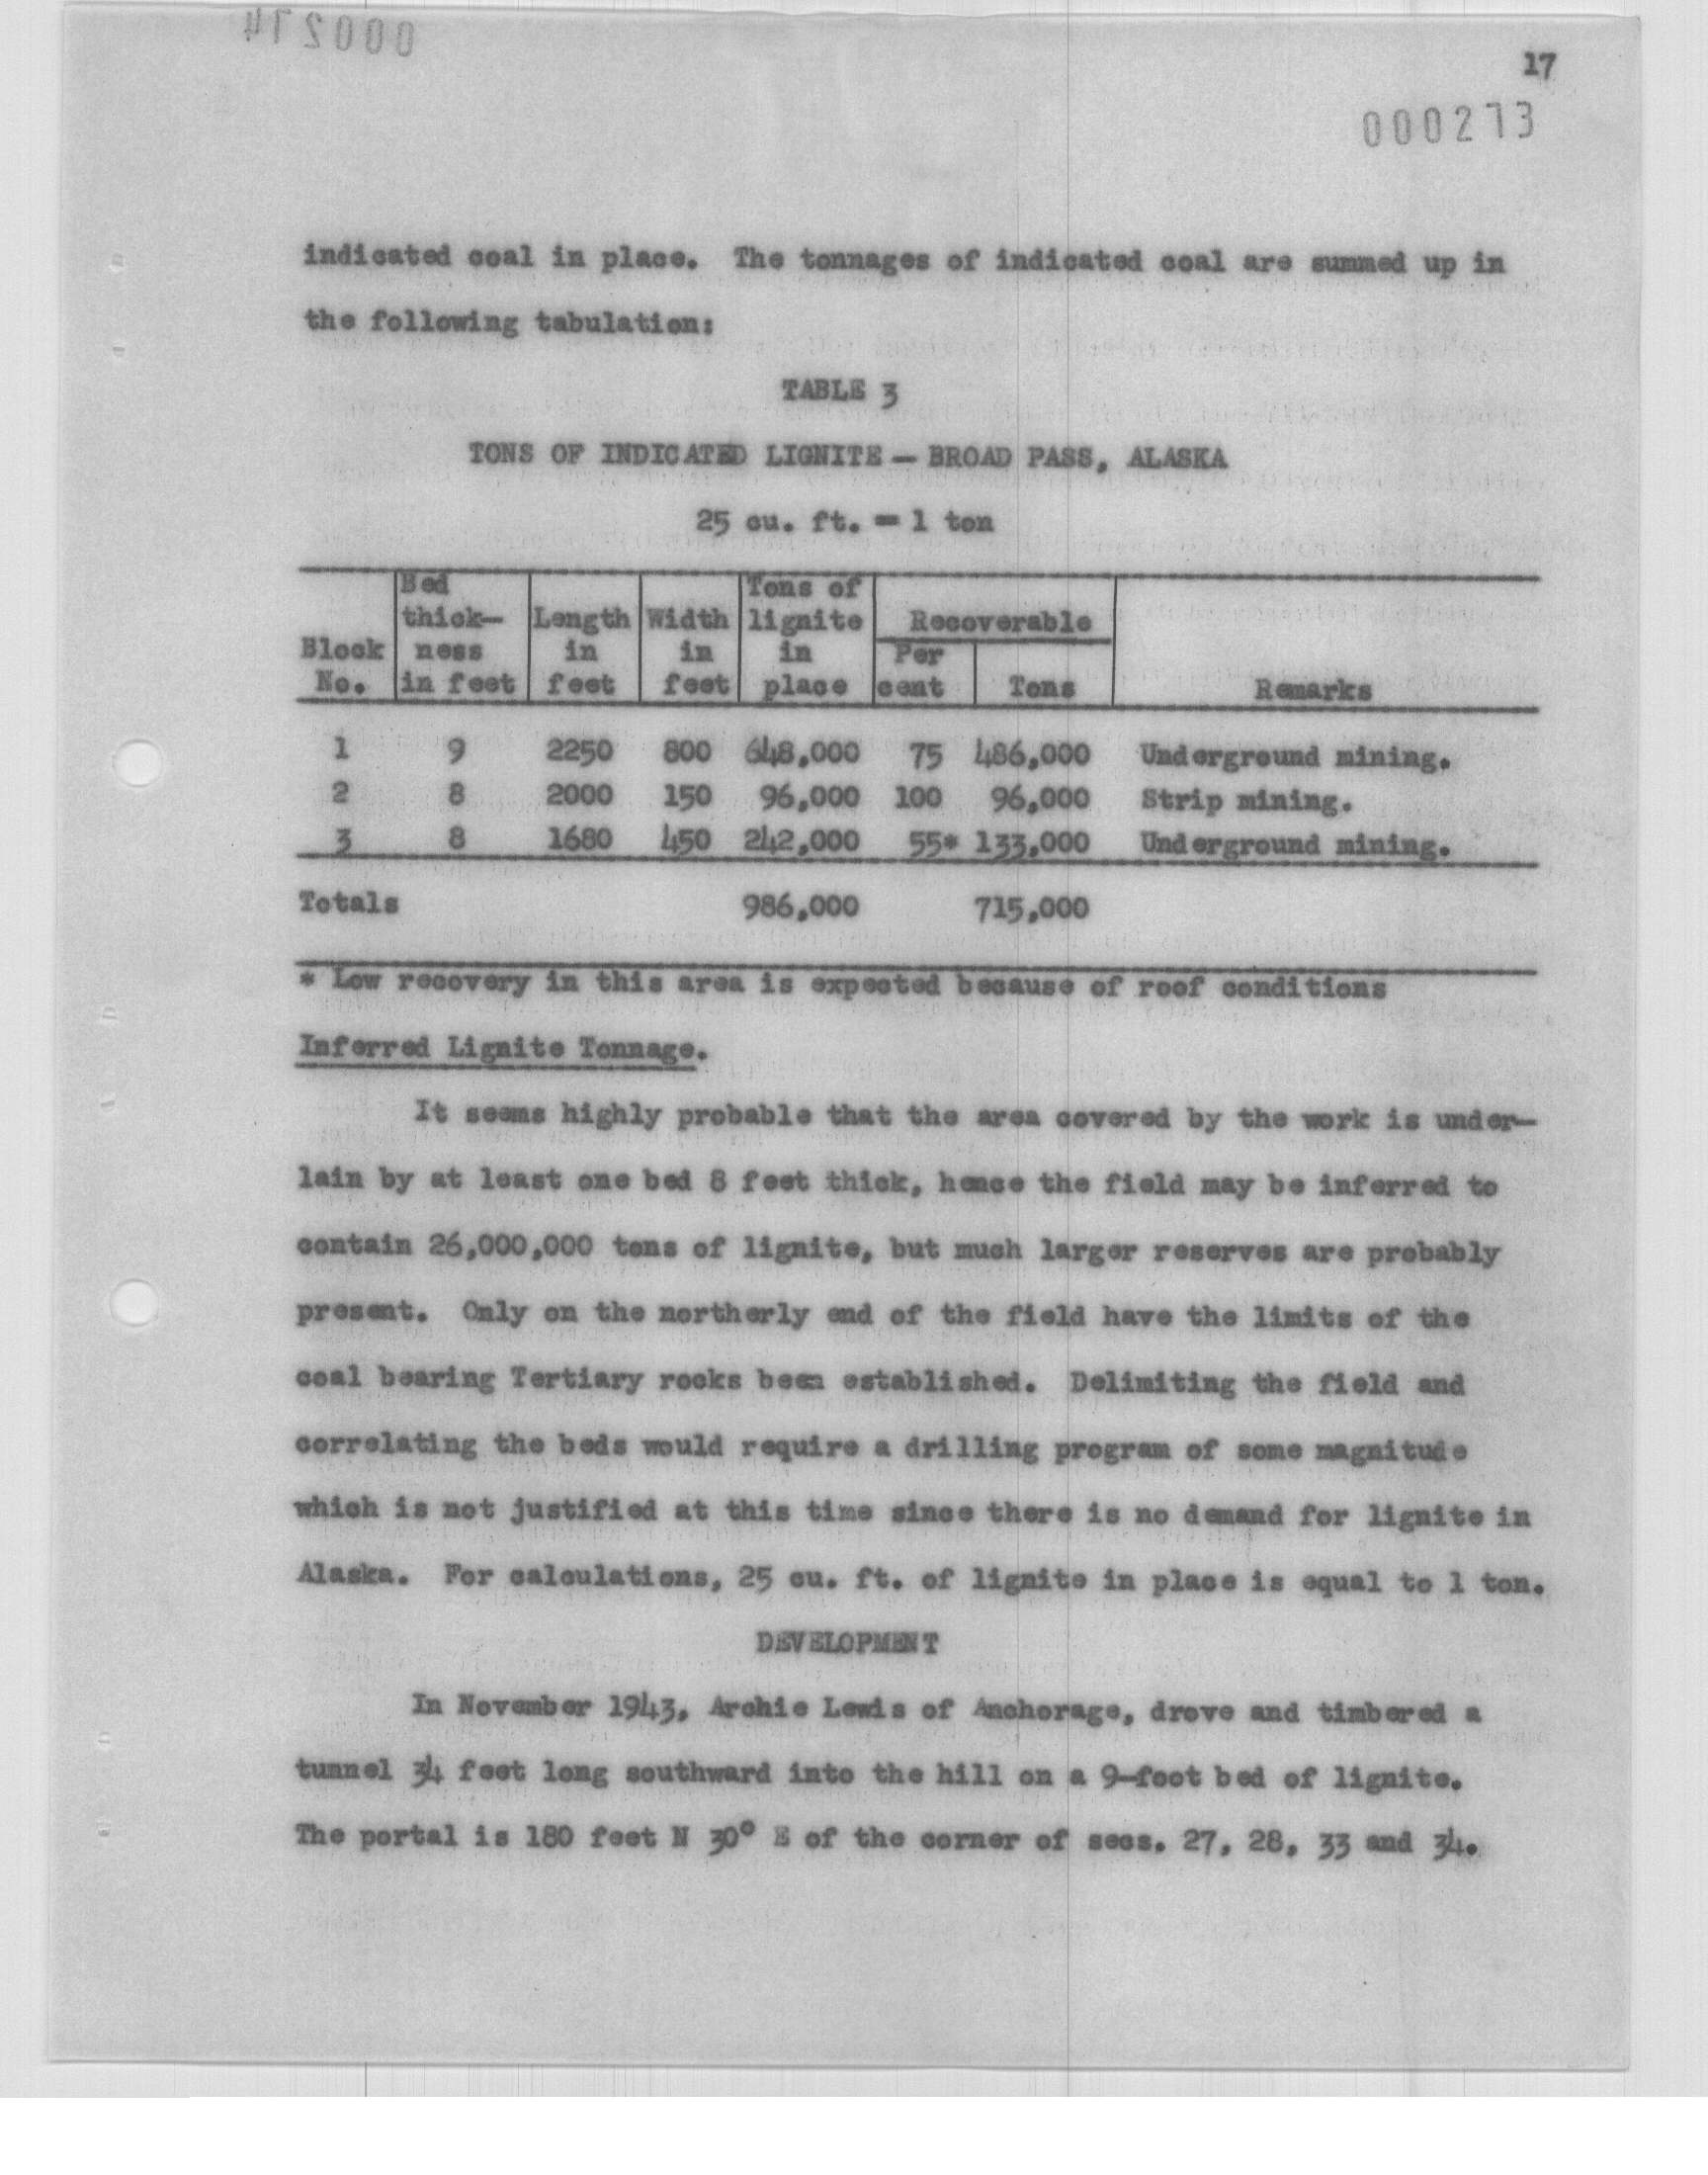 000274
17
000273
indicated coal in place. The tonnages of indicated coal are summed up in
the following tabulation:
TABLE 3
TONS OF INDICATED LIGNITE — BROAD PASS, ALASKA
25 cu. ft. = 1 ton
Bed Tons of
thick- Length Width lignite Recoverable
Block ness in in in Per
No. in feet feet feet place cent Tons Remarks
1 9 2250 800 648,000 75 486,000 Underground mining.
2 8 2000 150 96,000 100 96,000 Strip mining.
3 8 1680 450 242,000 55* 133,000 Underground mining.
Totals 986,000 715,000
* Low recovery in this area is expected because of roof conditions
Inferred Lignite Tonnage.
It seems highly probable that the area covered by the work is under-
lain by at least one bed 8 feet thick, hence the field may be inferred to
contain 26,000,000 tons of lignite, but much larger reserves are probably
present. Only on the northerly end of the field have the limits of the
coal bearing Tertiary rocks been established. Delimiting the field and
correlating the beds would require a drilling program of some magnitude
which is not justified at this time since there is no demand for lignite in
Alaska. For calculations, 25 cu. ft. of lignite in place is equal to 1 ton.
DEVELOPMENT
In November 1943, Archie Lewis of Anchorage, drove and timbered a
tunnel 34 feet long southward into the hill on a 9-foot bed of lignite.
The portal is 180 feet N 30° E of the corner of secs. 27, 28, 33 and 34.